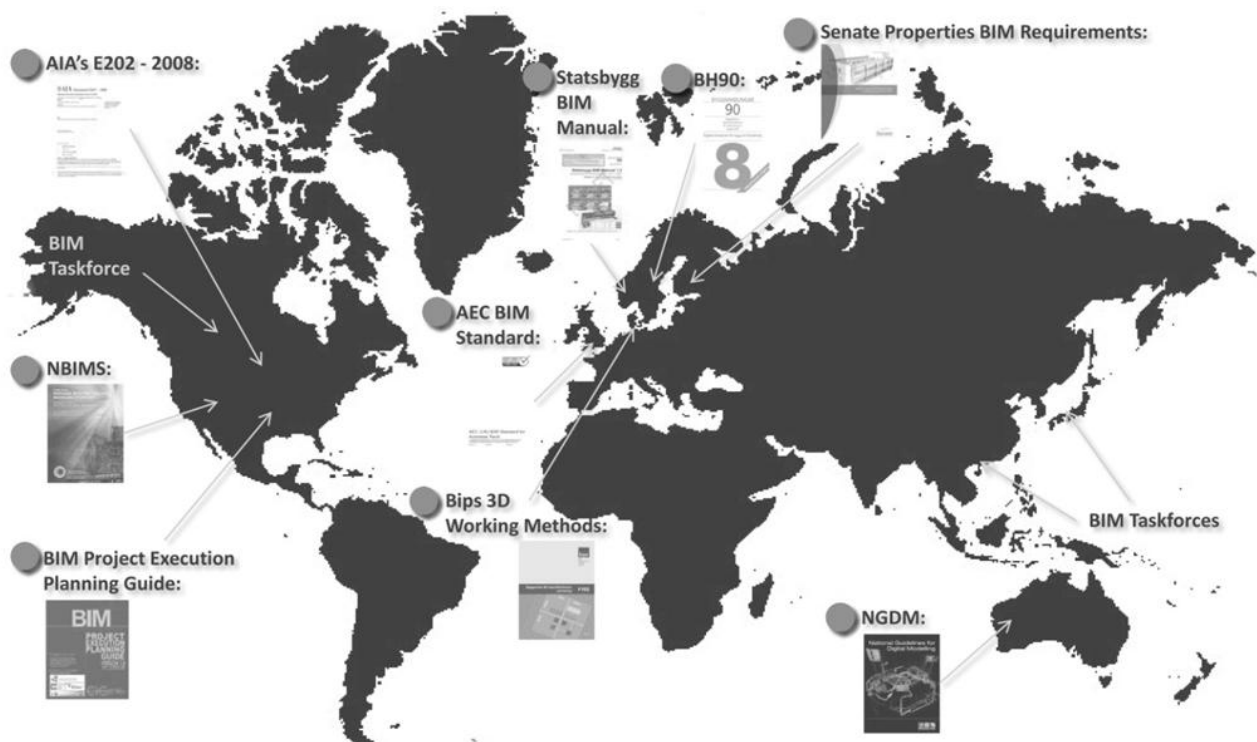 AIA's E202 - 2008:
Statsbygg
BIM
Manual:
BH90:
90
8
Senate Properties BIM Requirements:
BIM
Taskforce
AEC BIM
Standard:
NBIMS:
Bips 3D
Working Methods:
BIM Taskforces
BIM Project Execution
Planning Guide:
BIM
PROJECT
EXECUTION
PLANNING
GUIDE
NGDM:
National Guidelines for
Digital Modelling